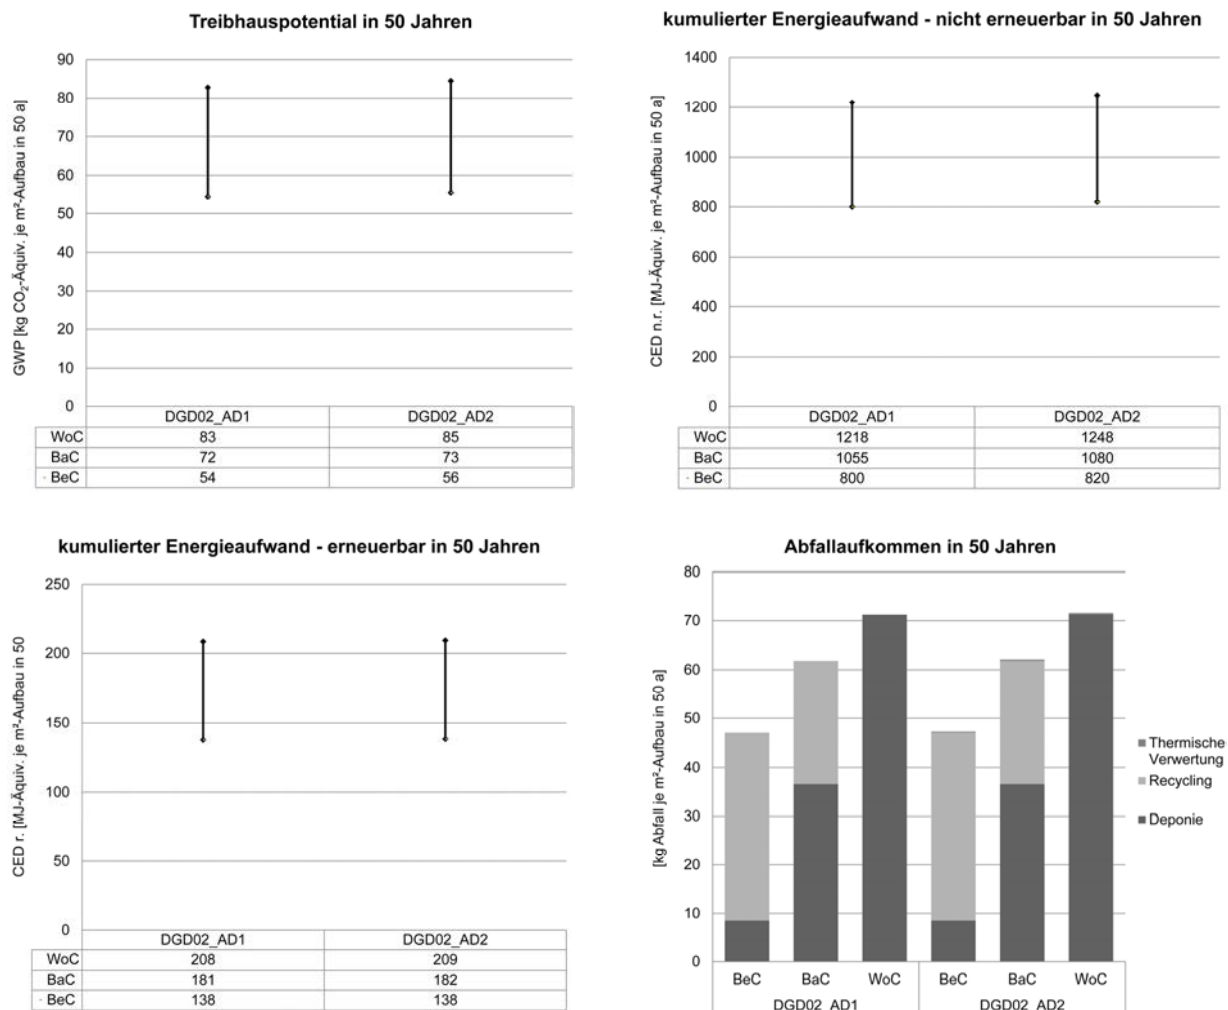 Treibhauspotential in 50 Jahren
GWP [kg CO₂-Äquiv. je m²-Aufbau in 50 a]
90
80
70
60
50
40
30
20
10
0
DGD02_AD1 DGD02_AD2
WoC 83 85
BaC 72 73
BeC 54 56
kumulierter Energieaufwand - nicht erneuerbar in 50 Jahren
CED n.r. [MJ-Äquiv. je m²-Aufbau in 50 a]
1400
1200
1000
800
600
400
200
0
DGD02_AD1 DGD02_AD2
WoC 1218 1248
BaC 1055 1080
BeC 800 820
kumulierter Energieaufwand - erneuerbar in 50 Jahren
CED r. [MJ-Äquiv. je m²-Aufbau in 50
250
200
150
100
50
0
DGD02_AD1 DGD02_AD2
WoC 208 209
BaC 181 182
BeC 138 138
Abfallaufkommen in 50 Jahren
[kg Abfall je m²-Aufbau in 50 a]
80
70
60
50
40
30
20
10
0
BeC BaC WoC BeC BaC WoC
DGD02_AD1 DGD02_AD2
Thermische
Verwertung
Recycling
Deponie